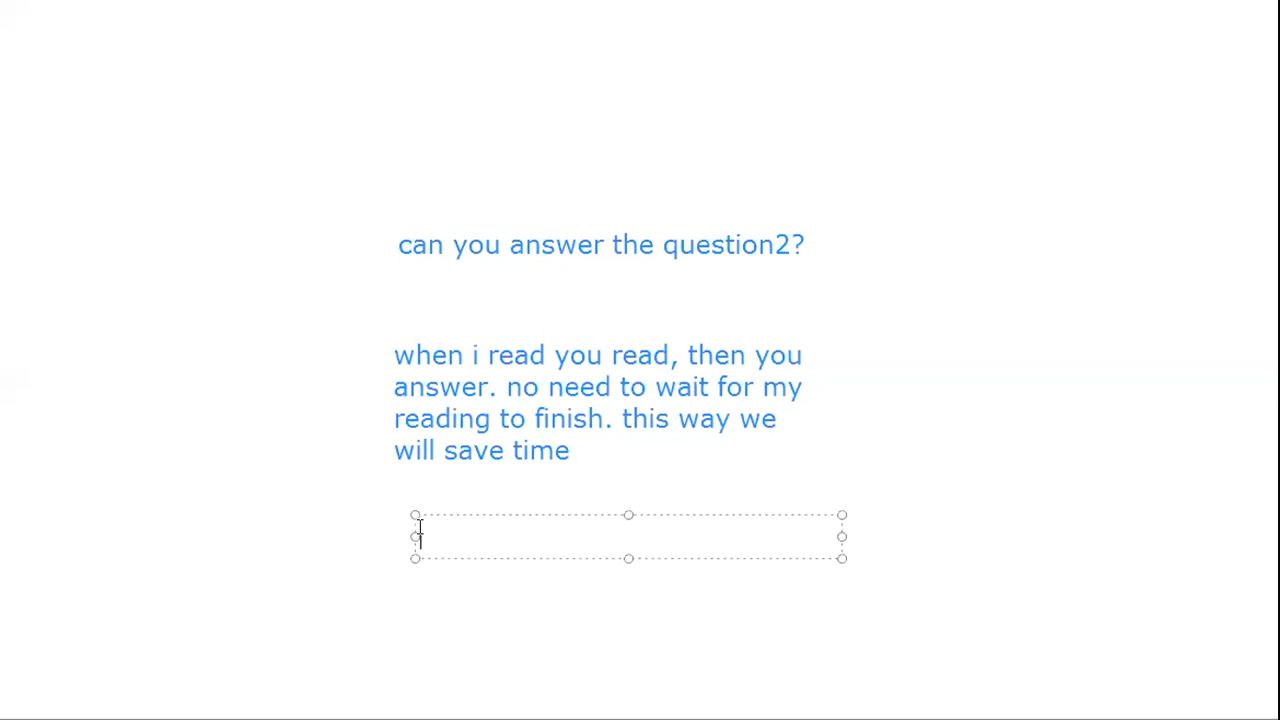 can you answer the question2?
when i read you read, then you
answer. no need to wait for my
reading to finish. this way we
will save time